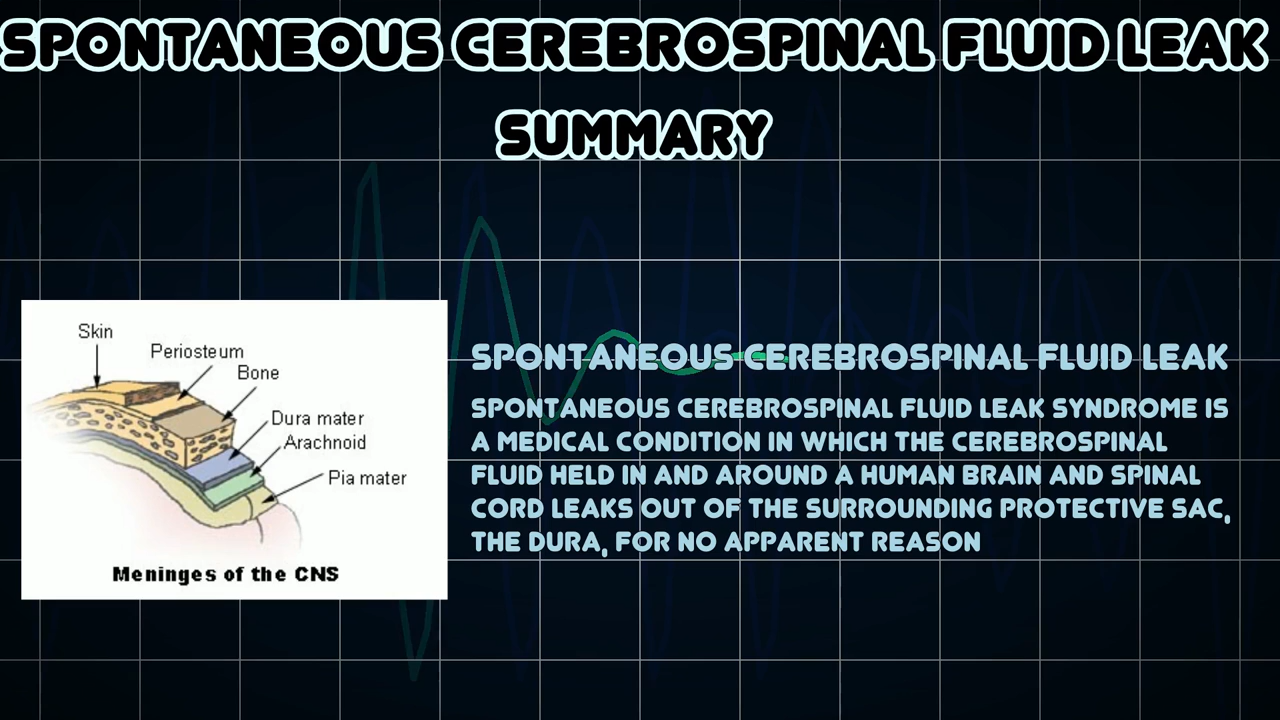 SPONTANEOUS CEREBROSPINAL FLUID LEAK
SUMMARY
Skin
Periosteum
Bone
Dura mater
Arachnoid
Pia mater
Meninges of the CNS
SPONTANEOUS CEREBROSPINAL FLUID LEAK
SPONTANEOUS CEREBROSPINAL FLUID LEAK SYNDROME IS
A MEDICAL CONDITION IN WHICH THE CEREBROSPINAL
FLUID HELD IN AND AROUND A HUMAN BRAIN AND SPINAL
CORD LEAKS OUT OF THE SURROUNDING PROTECTIVE SAC,
THE DURA, FOR NO APPARENT REASON